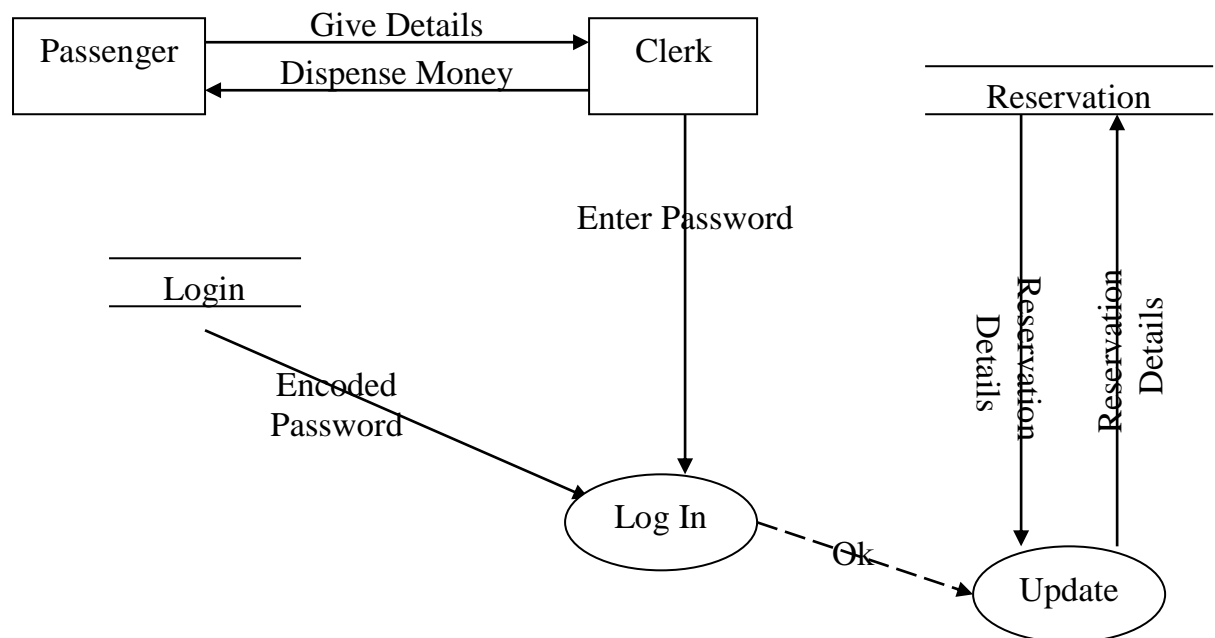 Passenger
Give Details
Dispense Money
Clerk
Reservation
Enter Password
Login
Encoded
Password
Reservation
Details
Reservation
Details
Log In
Ok
Update